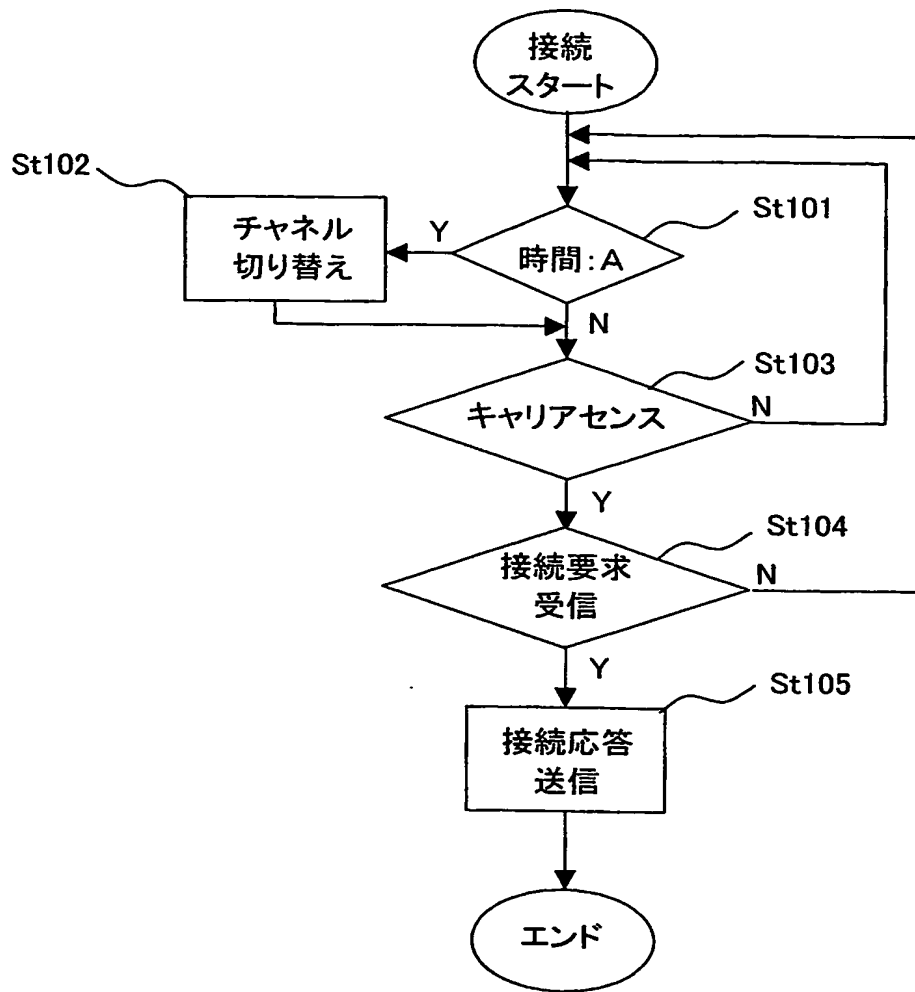 接続
スタート
St102
チャネル
切り替え
Y
St101
時間:A
N
St103
キャリアセンス
N
Y
St104
接続要求
受信
N
Y
St105
接続応答
送信
エンド